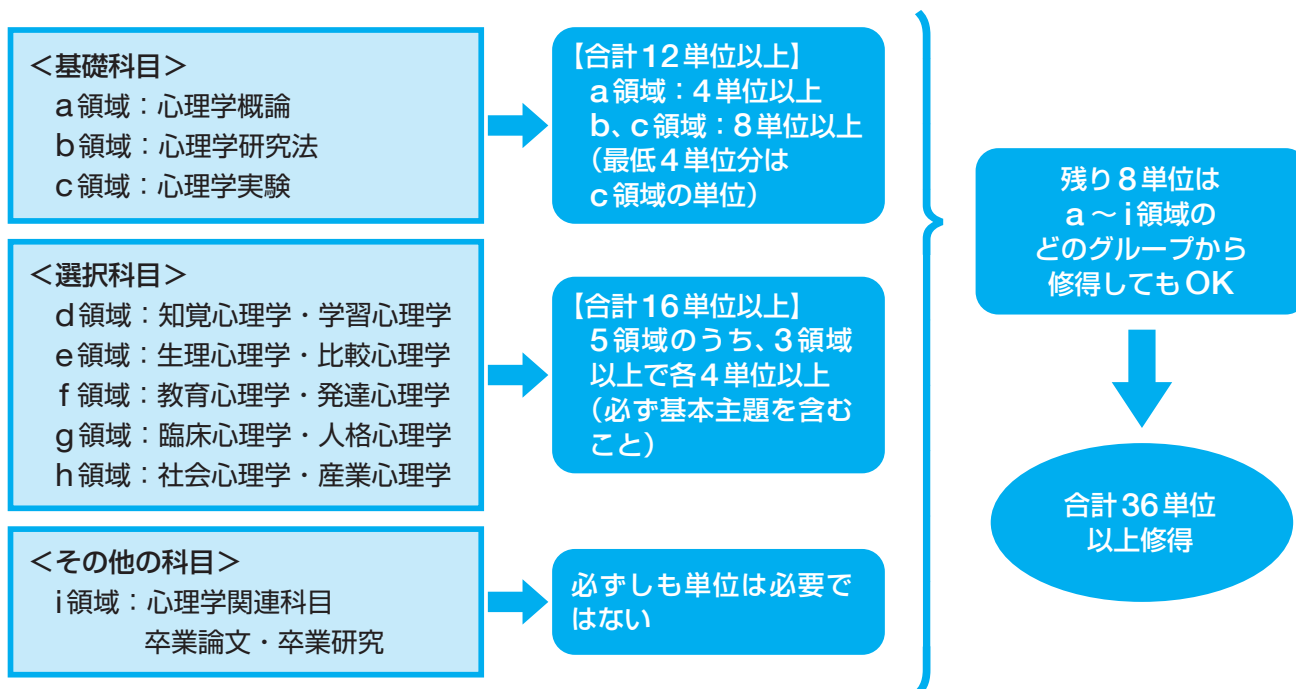 ＜基礎科目＞
a領域：心理学概論
b領域：心理学研究法
c領域：心理学実験
【合計12単位以上】
a領域：4単位以上
b、c領域：8単位以上
（最低4単位分は
c領域の単位）
＜選択科目＞
d領域：知覚心理学・学習心理学
e領域：生理心理学・比較心理学
f領域：教育心理学・発達心理学
g領域：臨床心理学・人格心理学
h領域：社会心理学・産業心理学
【合計16単位以上】
5領域のうち、3領域
以上で各4単位以上
（必ず基本主題を含む
こと）
＜その他の科目＞
i領域：心理学関連科目
卒業論文・卒業研究
必ずしも単位は必要で
はない
残り8単位は
a～i領域の
どのグループから
修得してもOK
合計36単位
以上修得